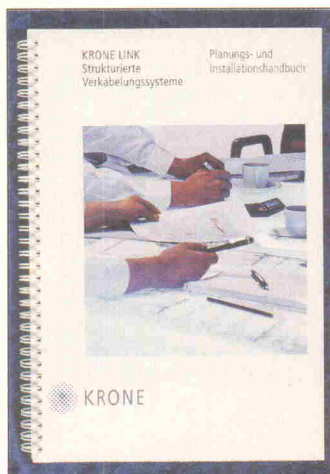 KRONE LINK
Strukturierte
Verkabelungssysteme
Planungs- und
Installationshandbuch
KRONE